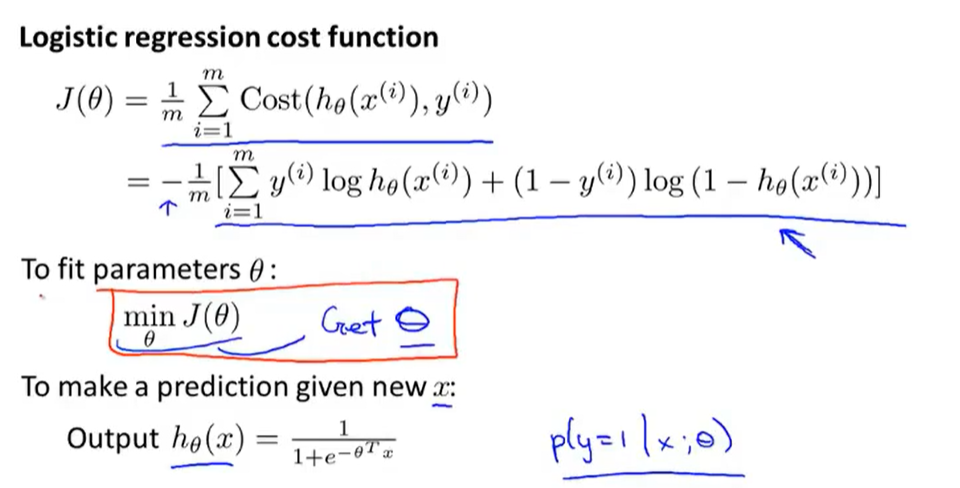 Logistic regression cost function
J(θ) = 1/m ∑_{i=1}^{m} Cost(h_θ(x^{(i)}), y^{(i)})
= −1/m [∑_{i=1}^{m} y^{(i)} log h_θ(x^{(i)}) + (1 − y^{(i)}) log (1 − h_θ(x^{(i)}))]
To fit parameters θ :
min_θ J(θ) Get θ
To make a prediction given new x:
Output h_θ(x) = 1/(1+e^{−θ^T x}) p(y=1|x;θ)